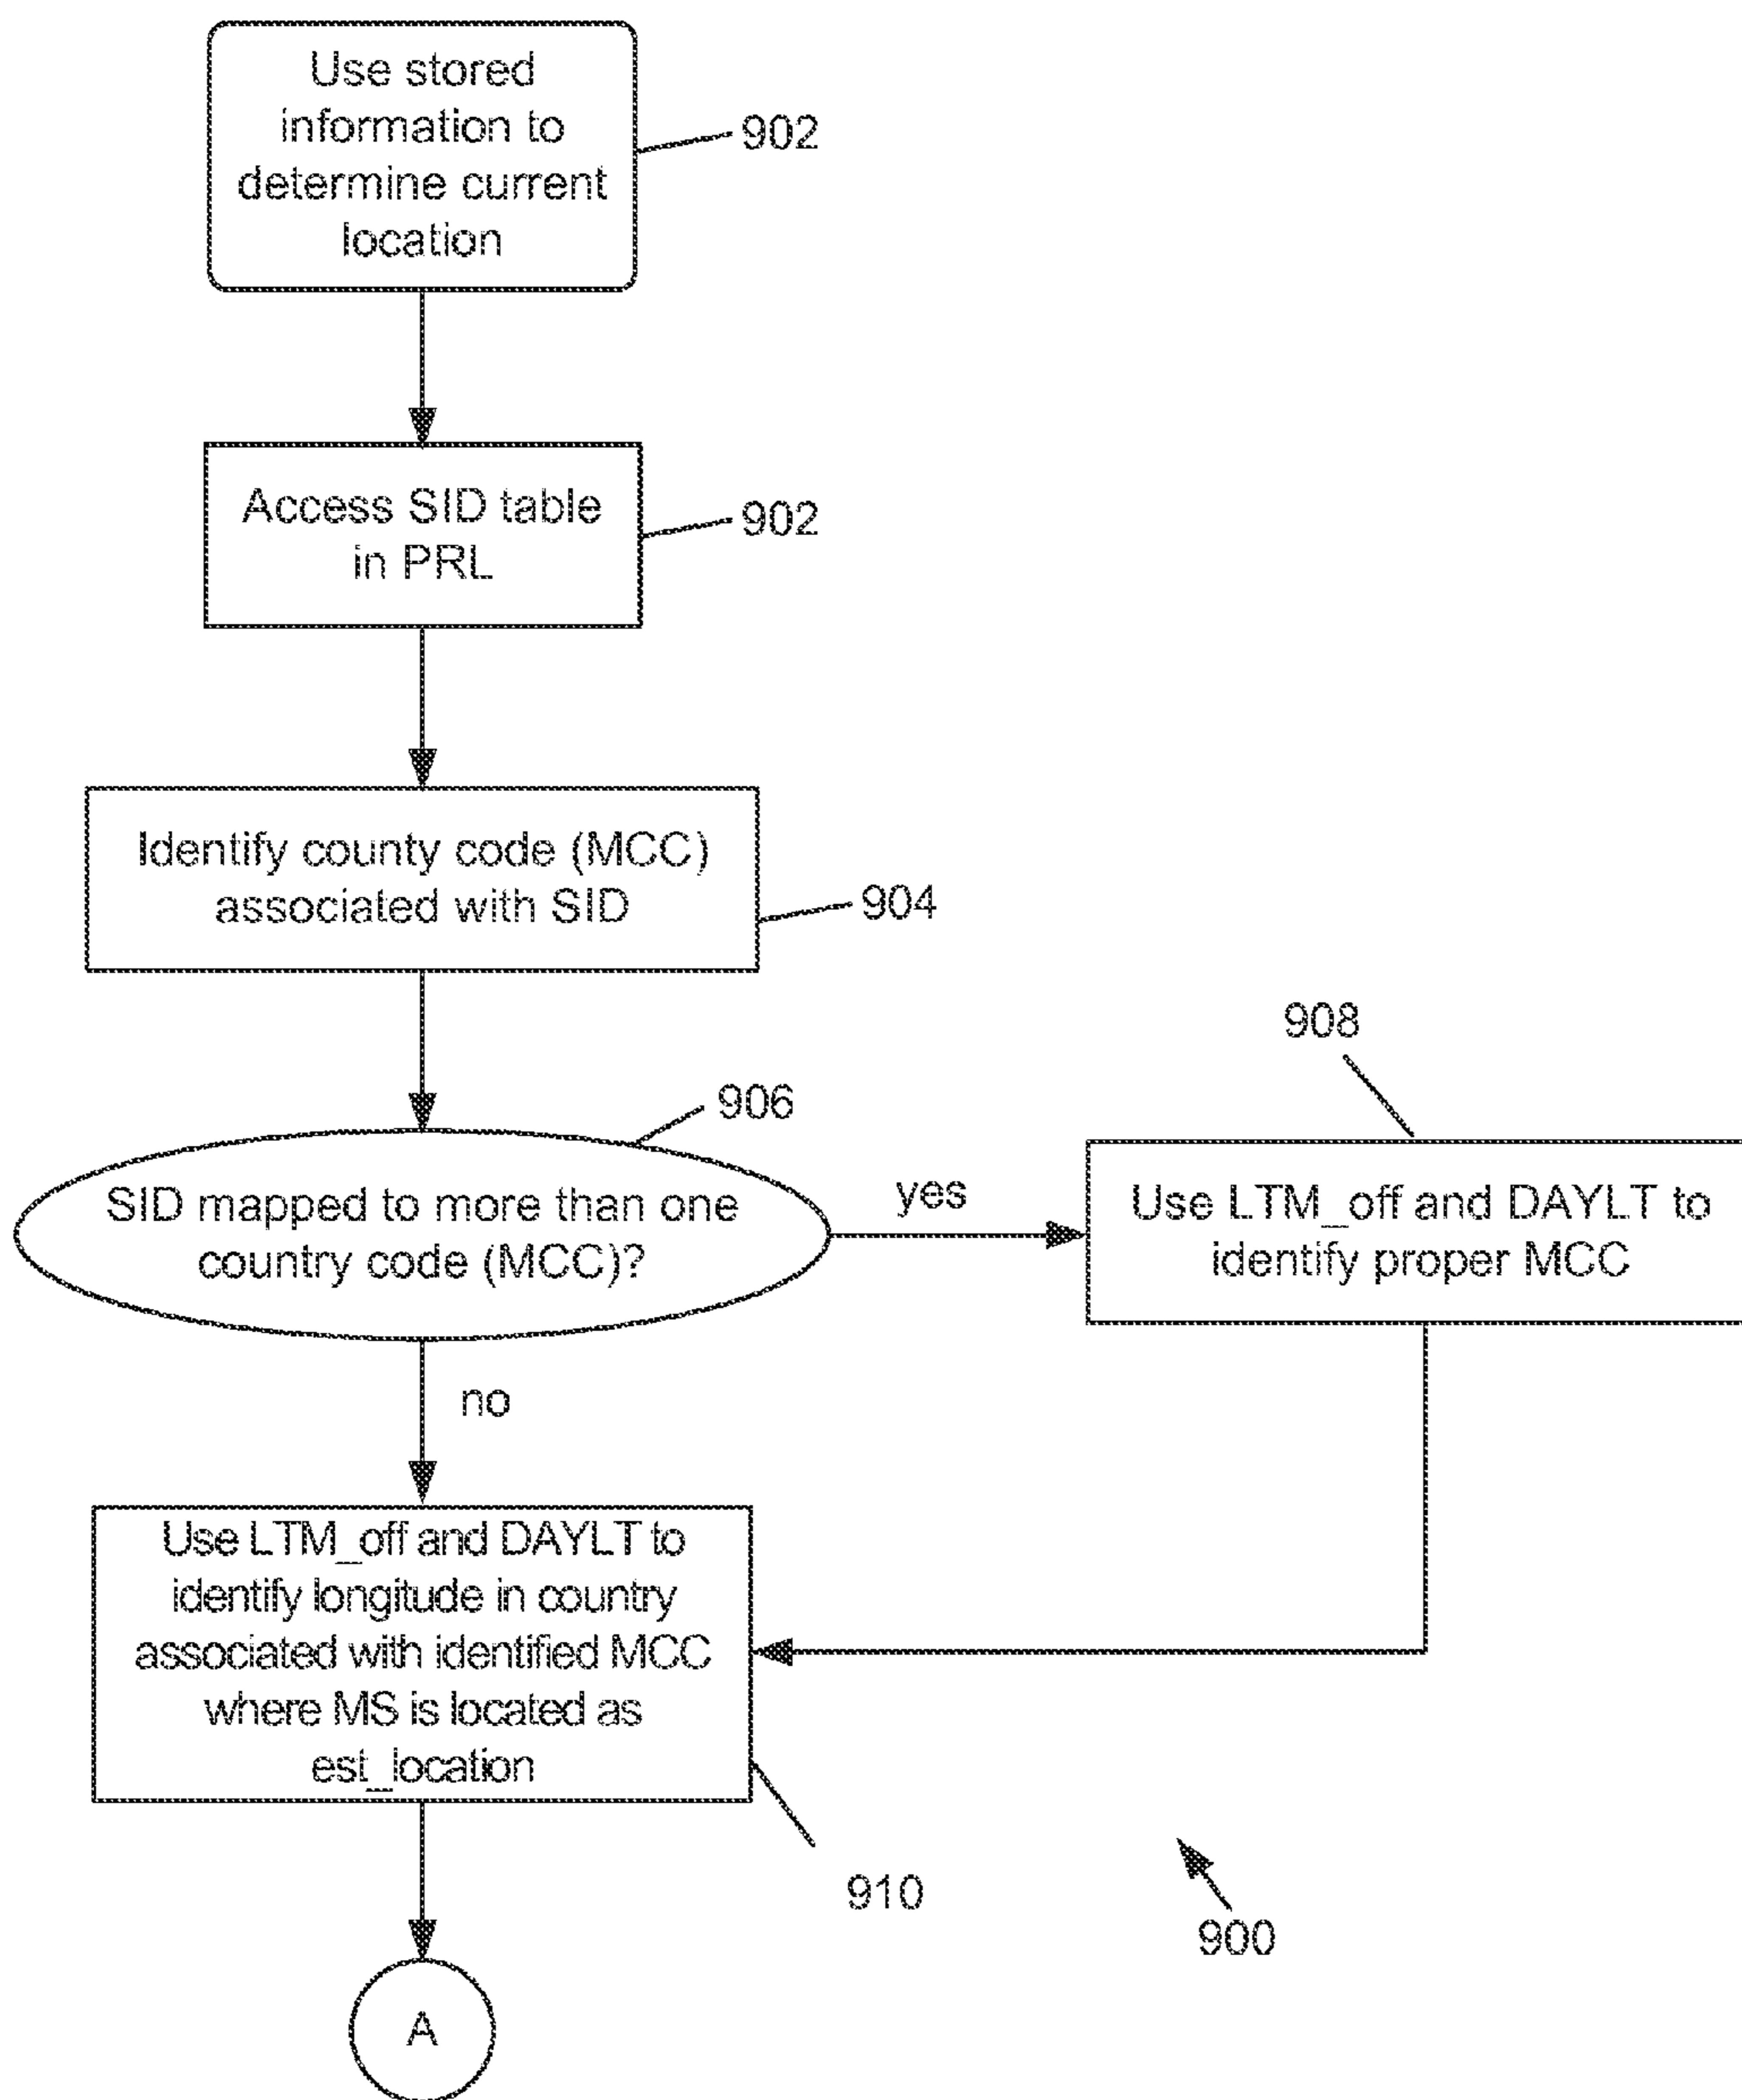 Use stored
information to
determine current
location
902
Access SID table
in PRL
902
Identify county code (MCC)
associated with SID
904
908
906
SID mapped to more than one
country code (MCC)?
yes
Use LTM_off and DAYLT to
identify proper MCC
no
Use LTM_off and DAYLT to
identify longitude in country
associated with identified MCC
where MS is located as
est_location
910
900
A